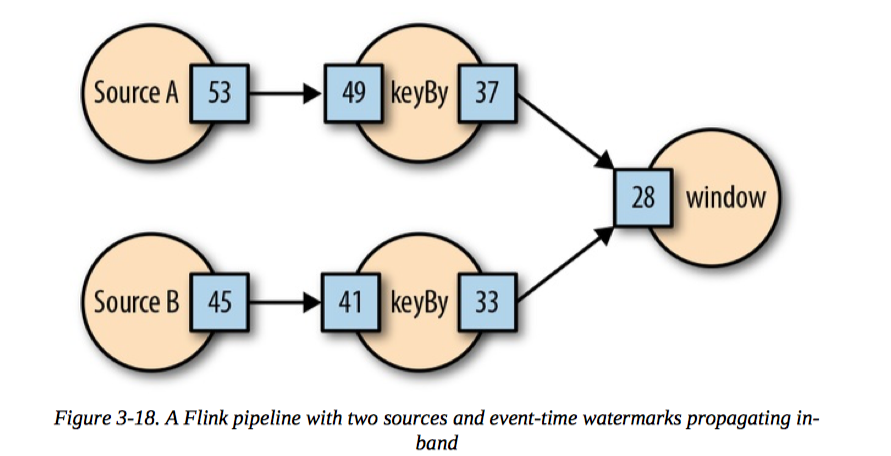 Source A 53 49 keyBy 37
28 window
Source B 45 41 keyBy 33
Figure 3-18. A Flink pipeline with two sources and event-time watermarks propagating in-
band